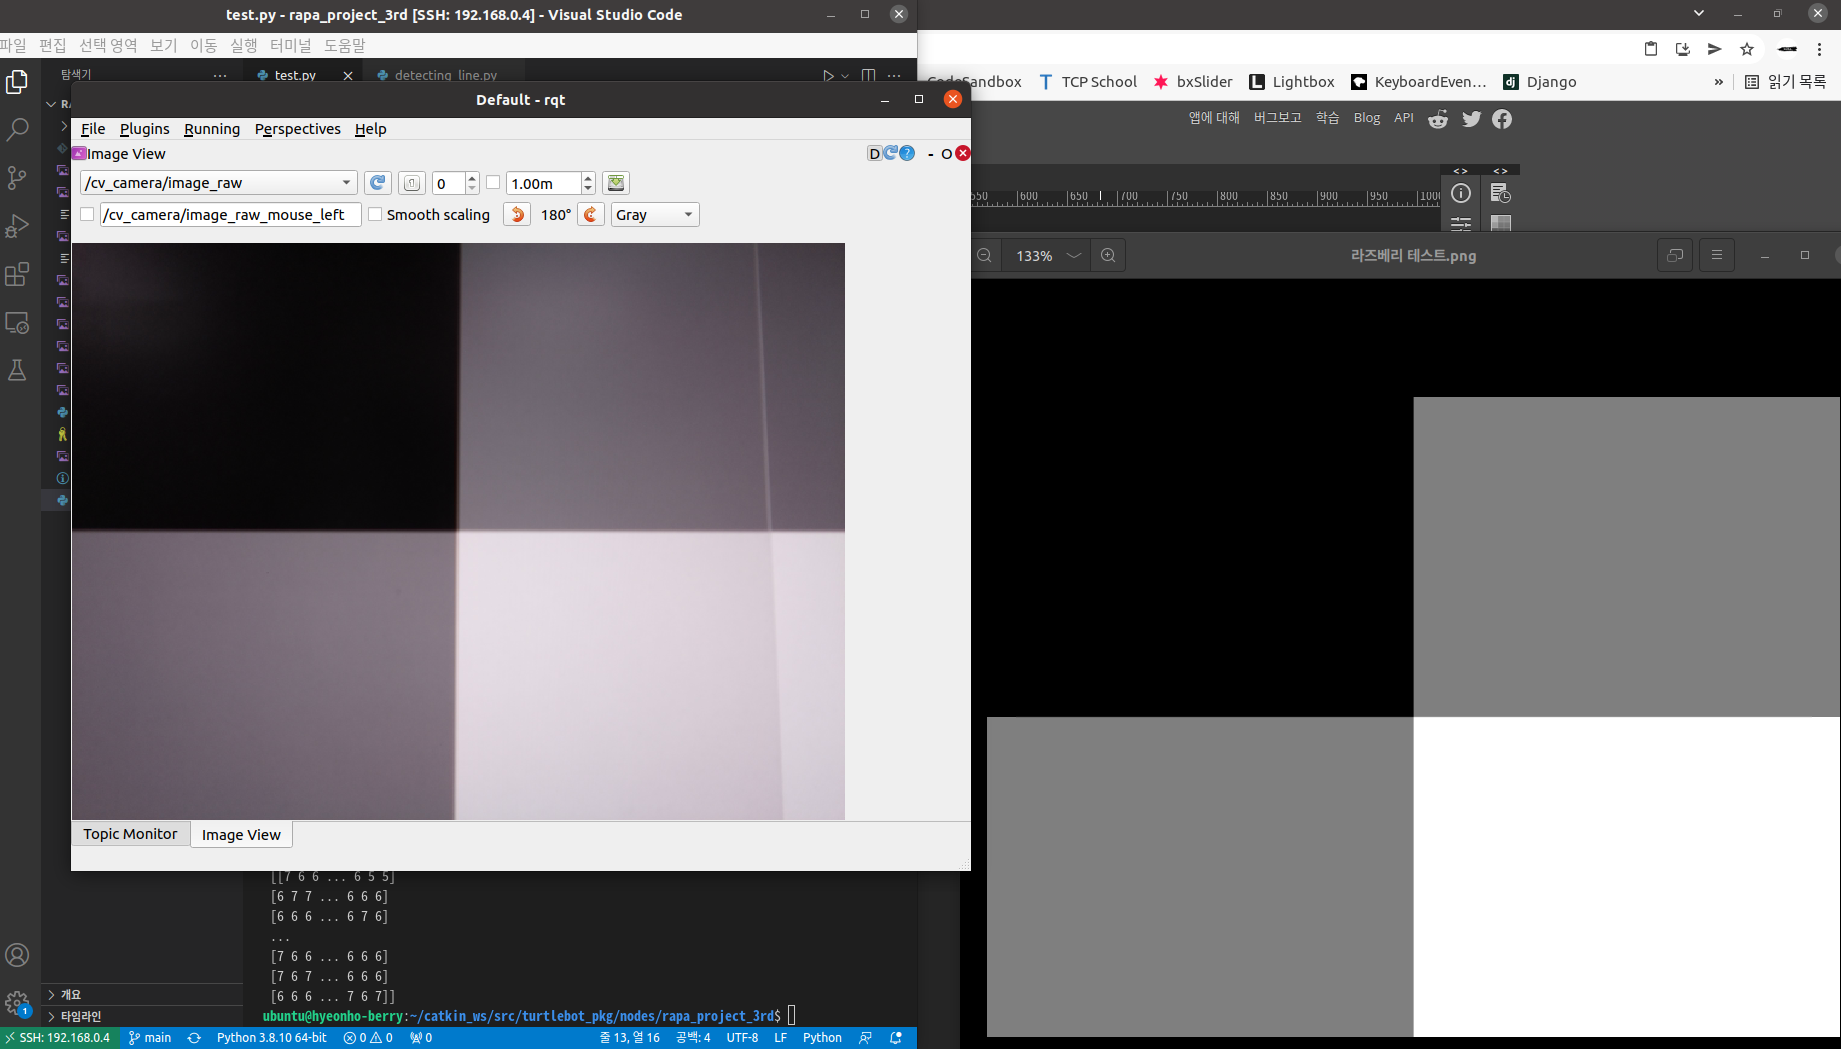 test.py - rapa_project_3rd [SSH: 192.168.0.4] - Visual Studio Code
파일 편집 선택 영역 보기 이동 실행 터미널 도움말
탐색기 ... test.py detecting_line.py
CodeSandbox TCP School bxSlider Lightbox KeyboardEven... dj Django » 읽기 목록
앱에 대해 버그보고 학습 Blog API
Default - rqt
File Plugins Running Perspectives Help
Image View D - O
/cv_camera/image_raw 0 1.00m
/cv_camera/image_raw_mouse_left Smooth scaling 180° Gray
550 600 650 700 750 800 850 900 950 1000
133% 라즈베리 테스트.png
Topic Monitor Image View
[[7 6 6 ... 6 5 5]
[6 7 7 ... 6 6 6]
[6 6 6 ... 6 7 6]
...
[7 6 6 ... 6 6 6]
[7 6 7 ... 6 6 6]
[6 6 6 ... 7 6 7]]
ubuntu@hyeonho-berry:~/catkin_ws/src/turtlebot_pkg/nodes/rapa_project_3rd$
개요
타임라인
1
SSH: 192.168.0.4 main Python 3.8.10 64-bit 0 0 0 줄 13, 열 16 공백: 4 UTF-8 LF Python